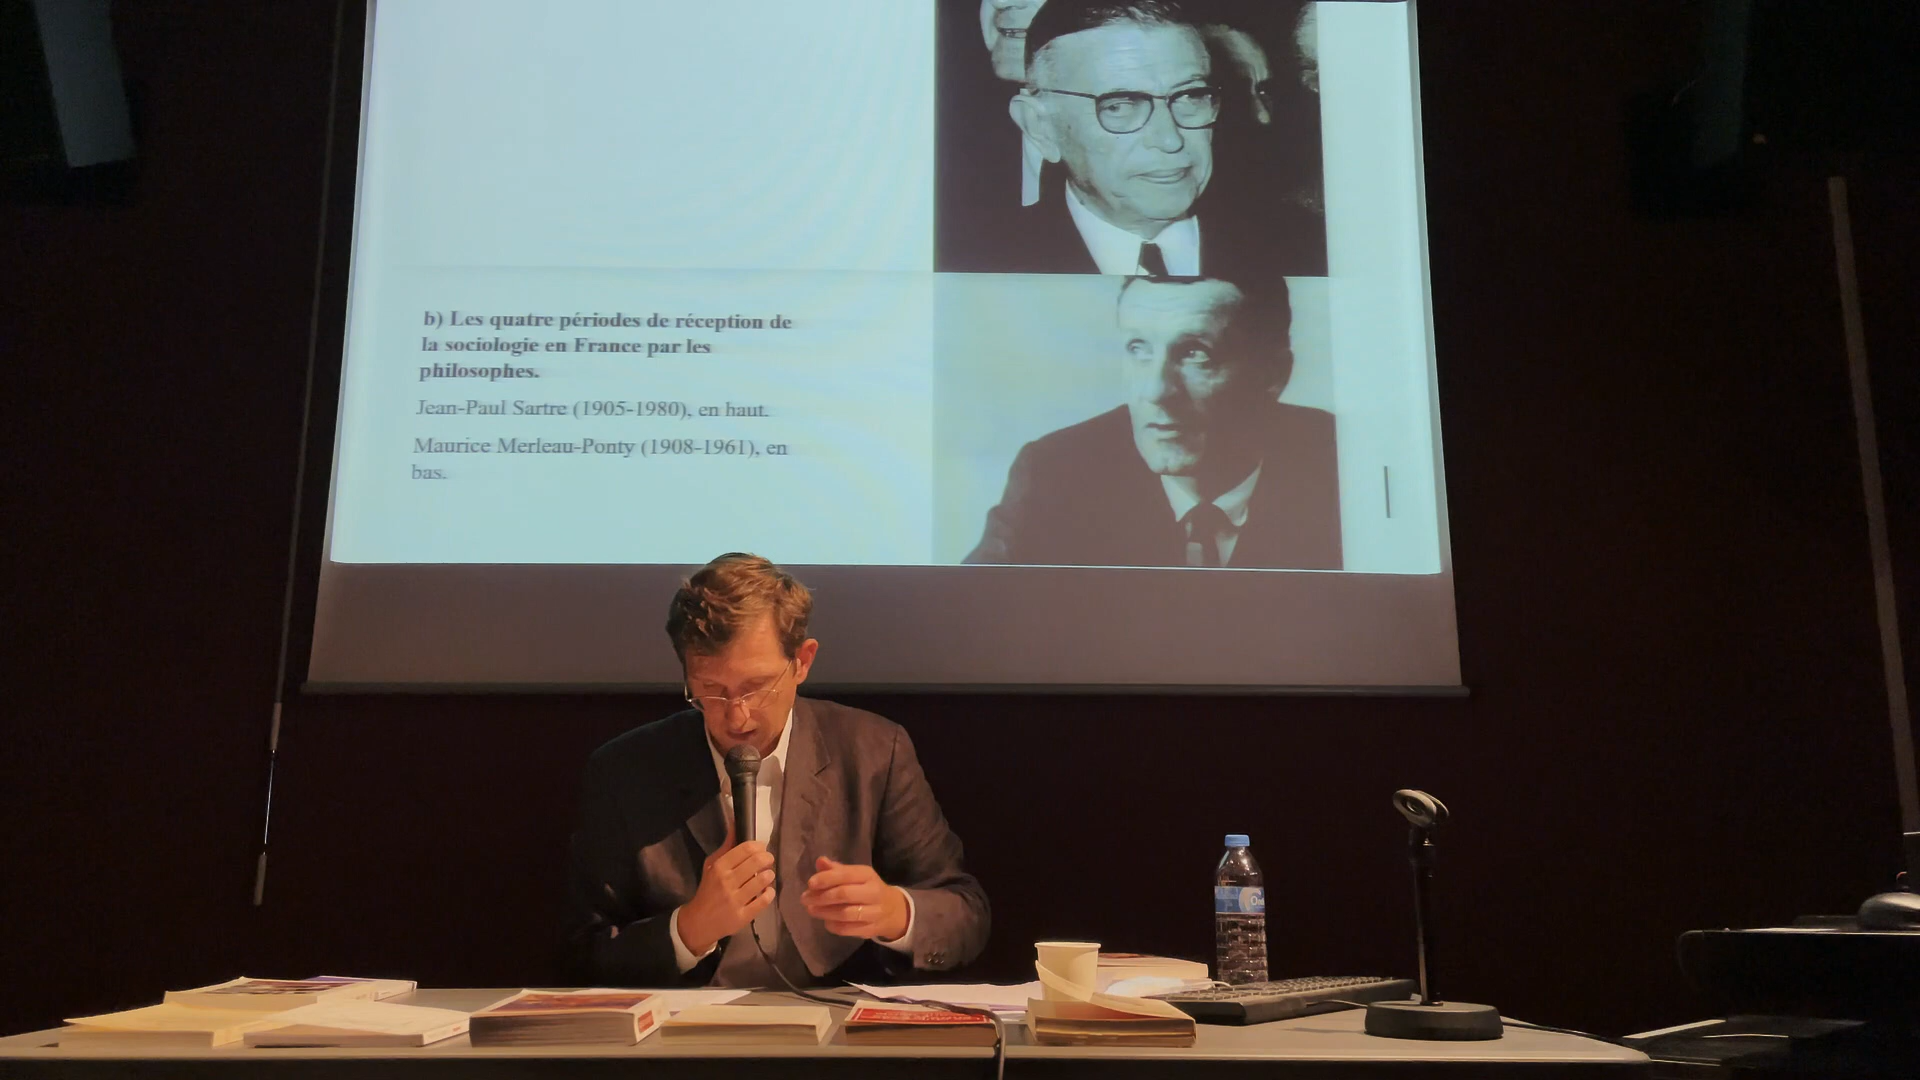 b) Les quatre périodes de réception de
la sociologie en France par les
philosophes.
Jean-Paul Sartre (1905-1980), en haut.
Maurice Merleau-Ponty (1908-1961), en
bas.